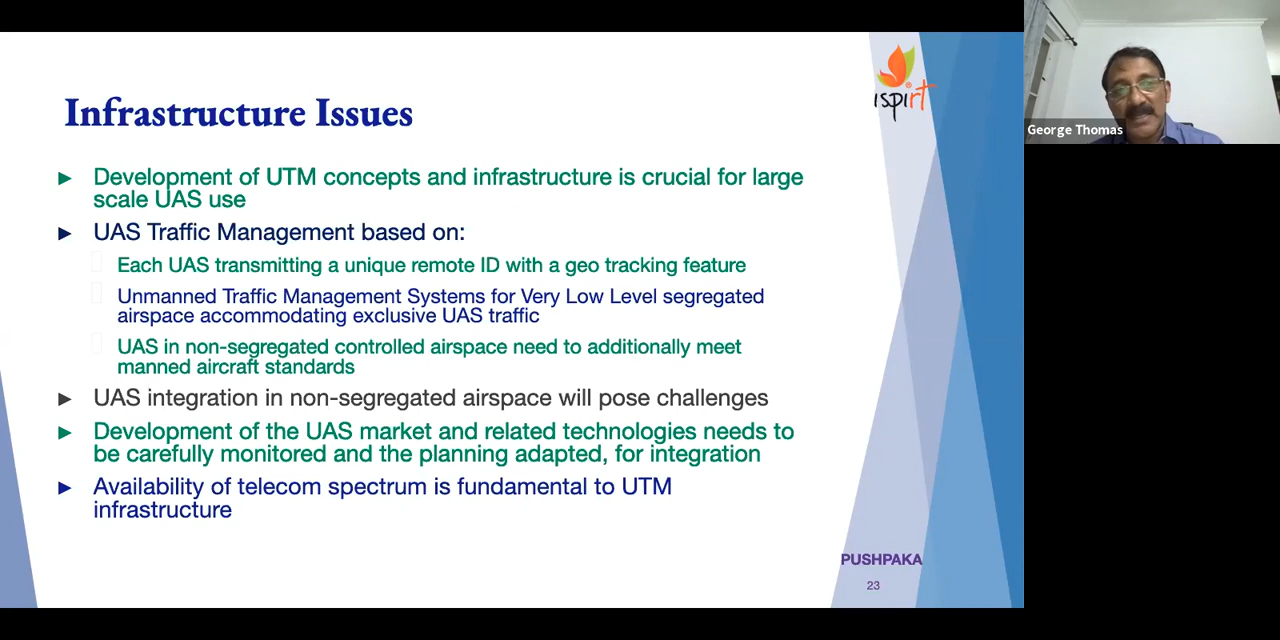 Infrastructure Issues
Development of UTM concepts and infrastructure is crucial for large
scale UAS use
UAS Traffic Management based on:
Each UAS transmitting a unique remote ID with a geo tracking feature
Unmanned Traffic Management Systems for Very Low Level segregated
airspace accommodating exclusive UAS traffic
UAS in non-segregated controlled airspace need to additionally meet
manned aircraft standards
UAS integration in non-segregated airspace will pose challenges
Development of the UAS market and related technologies needs to
be carefully monitored and the planning adapted, for integration
Availability of telecom spectrum is fundamental to UTM
infrastructure
ispirt
PUSHPAKA
23
George Thomas